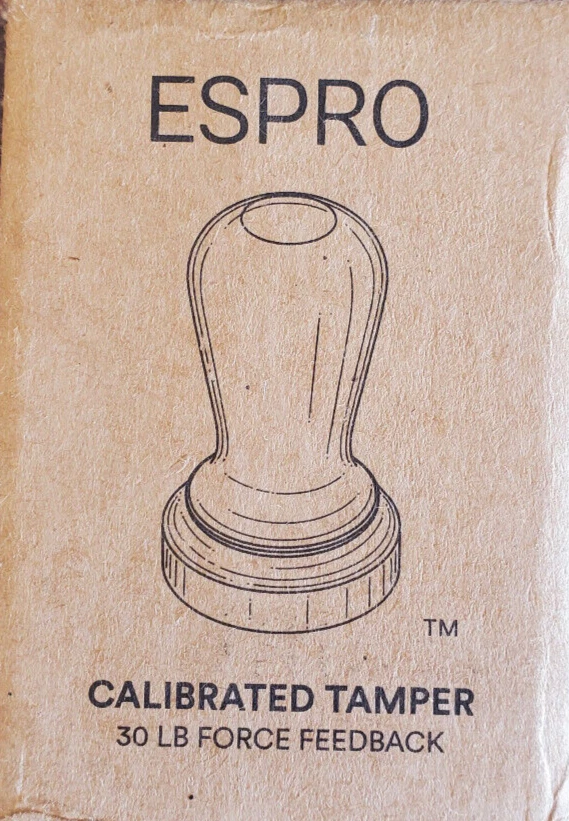 ESPRO
TM
CALIBRATED TAMPER
30 LB FORCE FEEDBACK